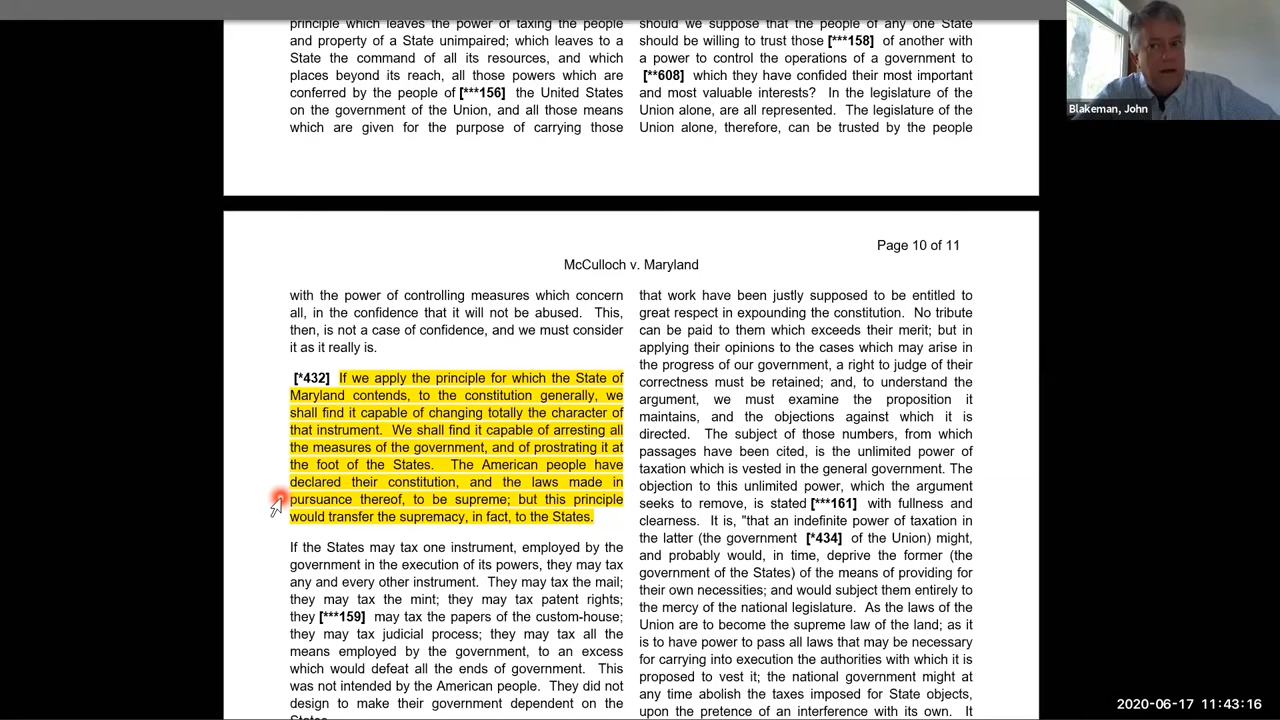 principle which leaves the power of taxing the people
and property of a State unimpaired; which leaves to a
State the command of all its resources, and which
places beyond its reach, all those powers which are
conferred by the people of [***156] the United States
on the government of the Union, and all those means
which are given for the purpose of carrying those
should we suppose that the people of any one State
should be willing to trust those [***158] of another with
a power to control the operations of a government to
[**608] which they have confided their most important
and most valuable interests? In the legislature of the
Union alone, are all represented. The legislature of the
Union alone, therefore, can be trusted by the people
Blakeman, John
Page 10 of 11
McCulloch v. Maryland
with the power of controlling measures which concern
all, in the confidence that it will not be abused. This,
then, is not a case of confidence, and we must consider
it as it really is.
[*432] If we apply the principle for which the State of
Maryland contends, to the constitution generally, we
shall find it capable of changing totally the character of
that instrument. We shall find it capable of arresting all
the measures of the government, and of prostrating it at
the foot of the States. The American people have
declared their constitution, and the laws made in
pursuance thereof, to be supreme; but this principle
would transfer the supremacy, in fact, to the States.
If the States may tax one instrument, employed by the
government in the execution of its powers, they may tax
any and every other instrument. They may tax the mail;
they may tax the mint; they may tax patent rights;
they [***159] may tax the papers of the custom-house;
they may tax judicial process; they may tax all the
means employed by the government, to an excess
which would defeat all the ends of government. This
was not intended by the American people. They did not
design to make their government dependent on the
States.
that work have been justly supposed to be entitled to
great respect in expounding the constitution. No tribute
can be paid to them which exceeds their merit; but in
applying their opinions to the cases which may arise in
the progress of our government, a right to judge of their
correctness must be retained; and, to understand the
argument, we must examine the proposition it
maintains, and the objections against which it is
directed. The subject of those numbers, from which
passages have been cited, is the unlimited power of
taxation which is vested in the general government. The
objection to this unlimited power, which the argument
seeks to remove, is stated [***161] with fullness and
clearness. It is, "that an indefinite power of taxation in
the latter (the government [*434] of the Union) might,
and probably would, in time, deprive the former (the
government of the States) of the means of providing for
their own necessities; and would subject them entirely to
the mercy of the national legislature. As the laws of the
Union are to become the supreme law of the land; as it
is to have power to pass all laws that may be necessary
for carrying into execution the authorities with which it is
proposed to vest it; the national government might at
any time abolish the taxes imposed for State objects,
upon the pretence of an interference with its own. It
2020-06-17 11:43:16